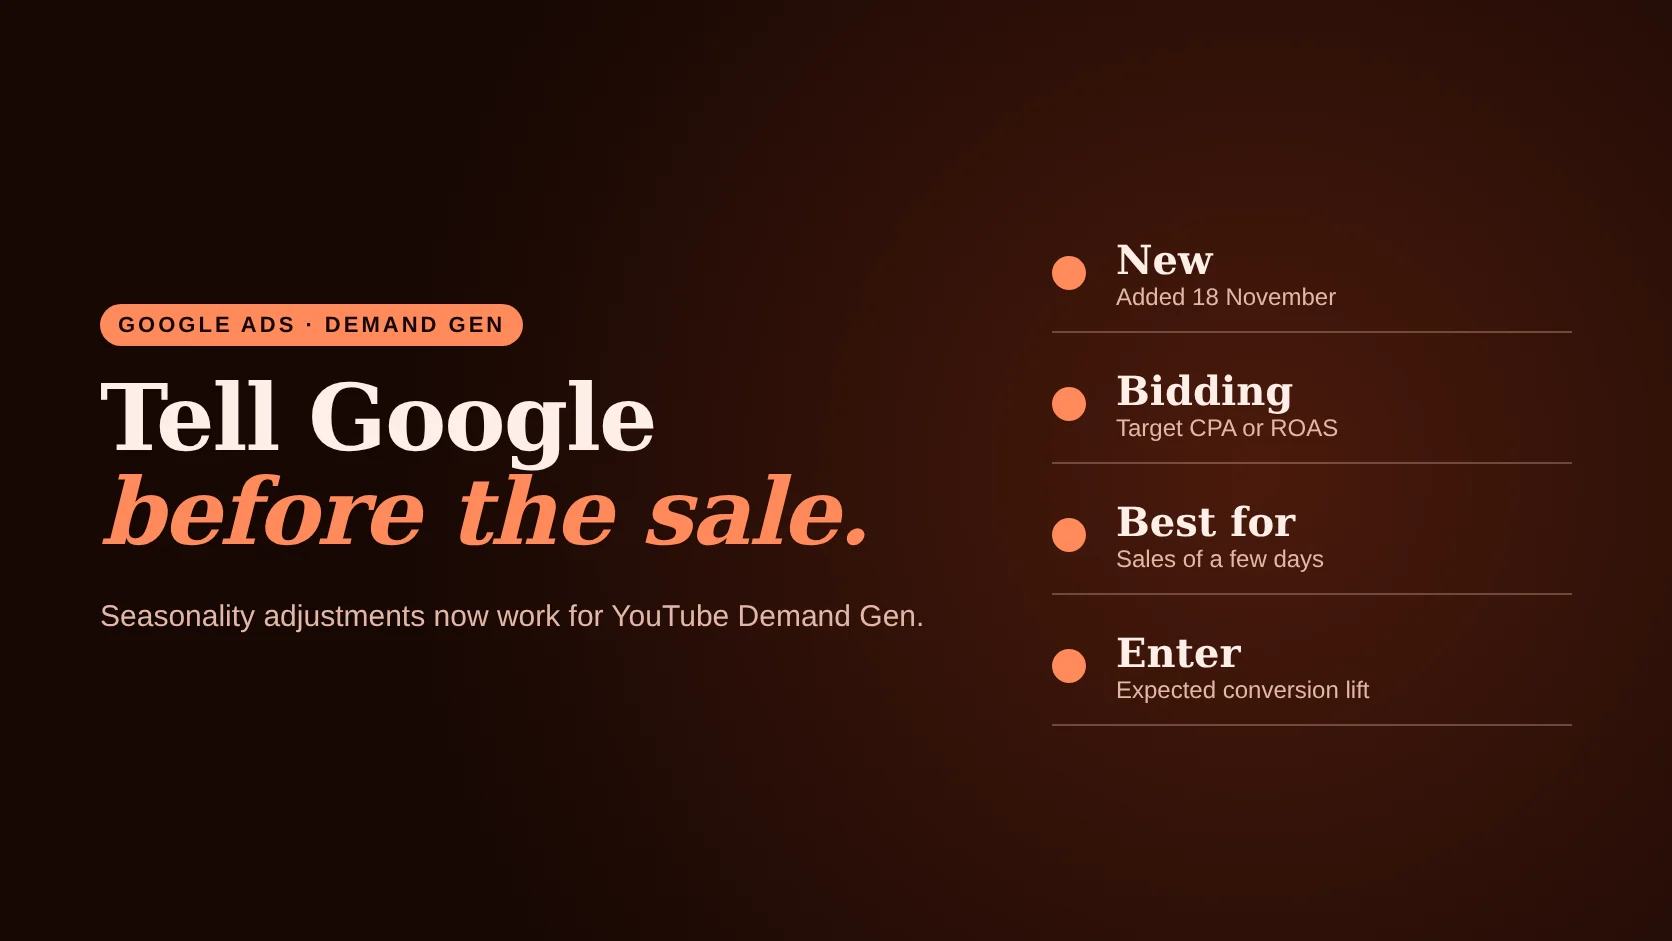 GOOGLE ADS · DEMAND GEN
Tell Google
before the sale.
Seasonality adjustments now work for YouTube Demand Gen.
New
Added 18 November
Bidding
Target CPA or ROAS
Best for
Sales of a few days
Enter
Expected conversion lift